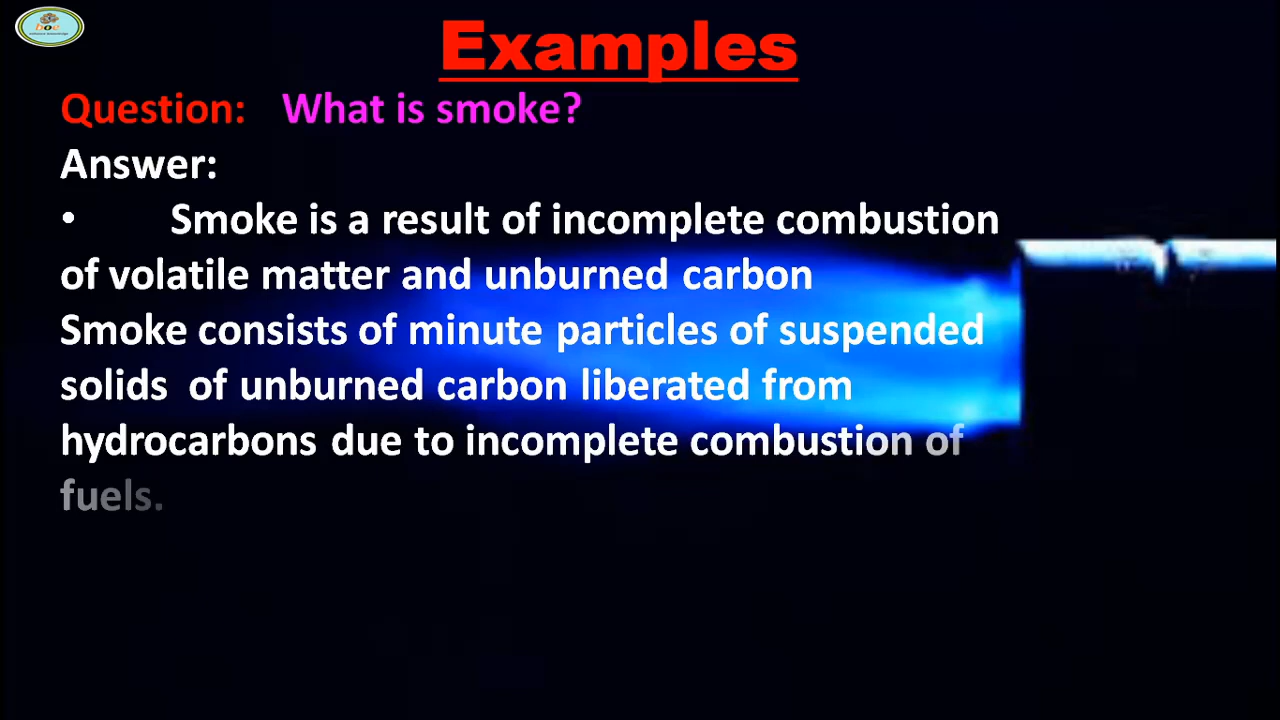 Examples
Question: What is smoke?
Answer:
• Smoke is a result of incomplete combustion
of volatile matter and unburned carbon
Smoke consists of minute particles of suspended
solids of unburned carbon liberated from
hydrocarbons due to incomplete combustion of
fuels.